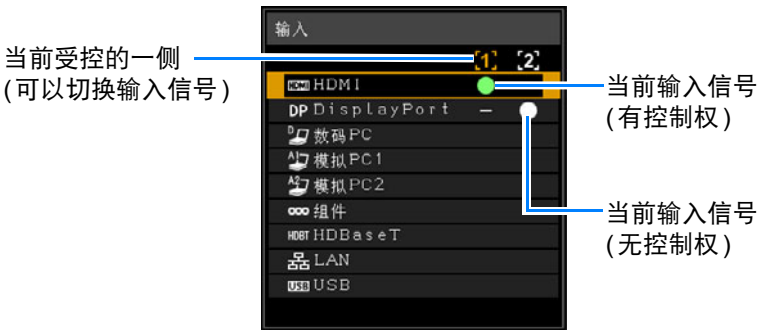 输入
当前受控的一侧
(可以切换输入信号)
[1] [2]
HDMI HDMI
当前输入信号
(有控制权)
DP DisplayPort –
D 数码PC
A1 模拟PC1
A2 模拟PC2
组件
当前输入信号
(无控制权)
HDBT HDBaseT
LAN
USB USB